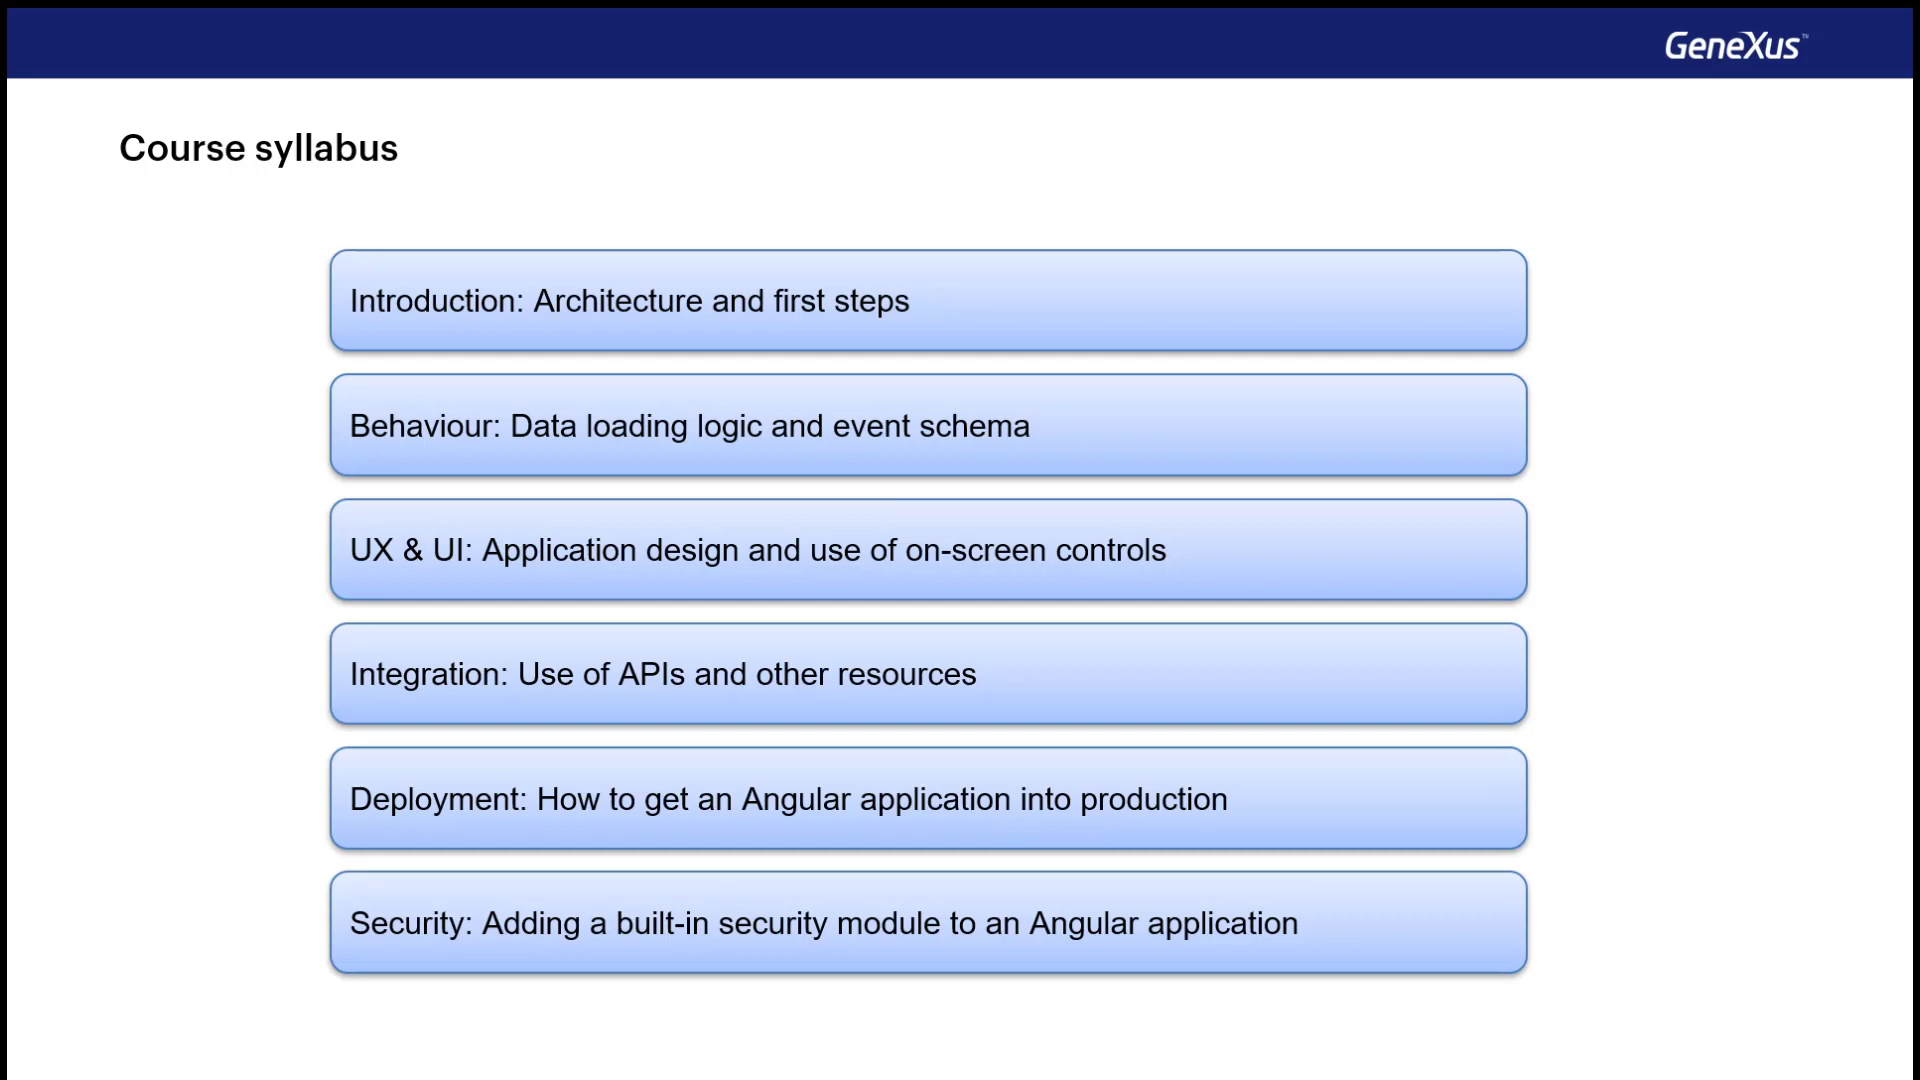 GeneXus™
Course syllabus
Introduction: Architecture and first steps
Behaviour: Data loading logic and event schema
UX & UI: Application design and use of on-screen controls
Integration: Use of APIs and other resources
Deployment: How to get an Angular application into production
Security: Adding a built-in security module to an Angular application